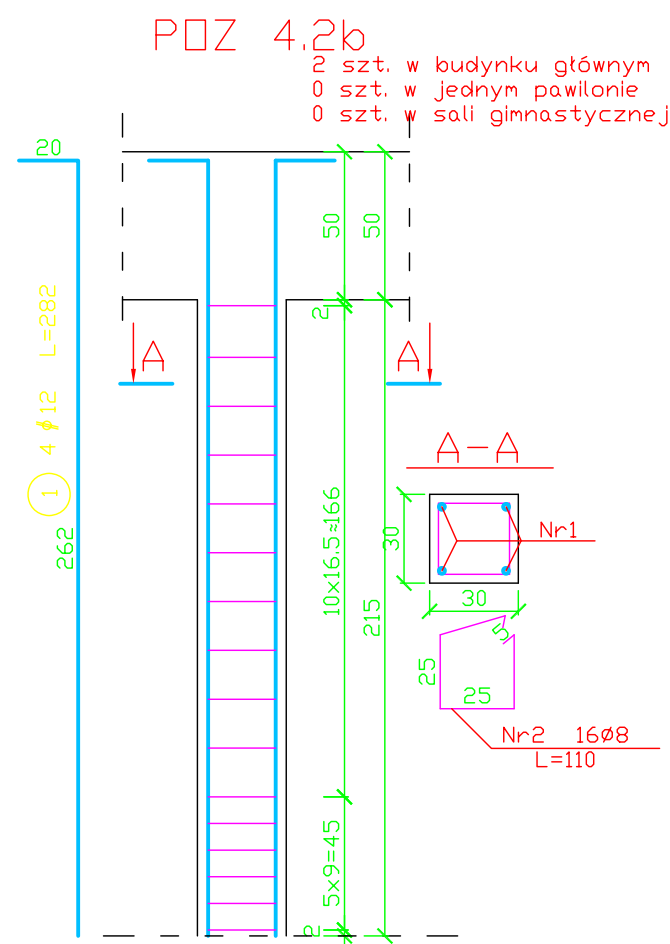 POZ 4.2b
2 szt. w budynku głównym
0 szt. w jednym pawilonie
0 szt. w sali gimnastycznej
20
50
50
2
1 4 ø12 L=282
262
A
A
10x16.5≈166
215
5x9=45
2
A-A
30
Nr1
30
5
25
25
Nr2 16ø8
L=110